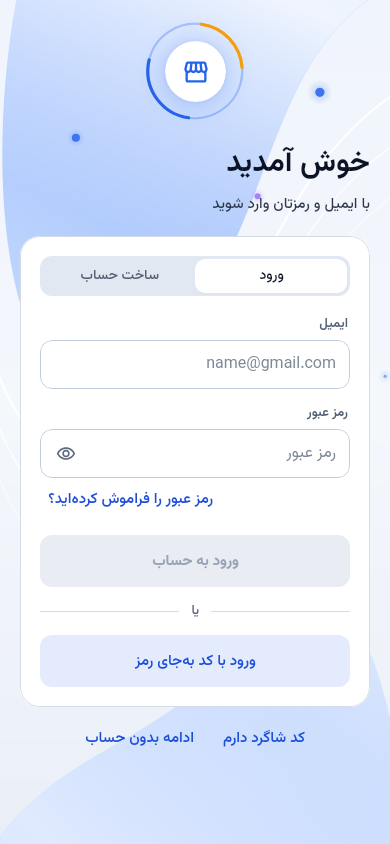 خوش آمدید
با ایمیل و رمزتان وارد شوید
ورود
ساخت حساب
ایمیل
name@gmail.com
رمز عبور
رمز عبور
رمز عبور را فراموش کرده‌اید؟
ورود به حساب
یا
ورود با کد به‌جای رمز
کد شاگرد دارم
ادامه بدون حساب